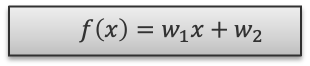 f(x) = w₁x + w₂